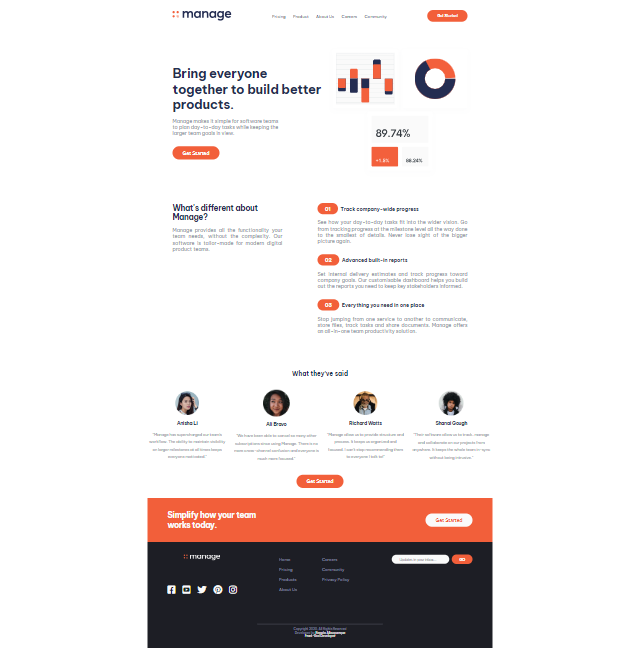 manage
Pricing Product About Us Careers Community
Get Started
Bring everyone
together to build better
products.
Manage makes it simple for software teams
to plan day-to-day tasks while keeping the
larger team goals in view.
Get Started
89.74%
+1.5%
58.24%
What's different about
Manage?
Manage provides all the functionality your
team needs, without the complexity. Our
software is tailor-made for modern digital
product teams.
01 Track company-wide progress
See how your day-to-day tasks fit into the wider vision. Go
from tracking progress at the milestone level all the way done
to the smallest of details. Never lose sight of the bigger
picture again.
02 Advanced built-in reports
Set internal delivery estimates and track progress toward
company goals. Our customisable dashboard helps you build
out the reports you need to keep key stakeholders informed.
03 Everything you need in one place
Stop jumping from one service to another to communicate,
store files, track tasks and share documents. Manage offers
an all-in-one team productivity solution.
What they've said
Anisha Li
"Manage has supercharged our team's
workflow. The ability to maintain visibility
on larger milestones at all times keeps
everyone motivated."
Ali Bravo
"We have been able to cancel so many other
subscriptions since using Manage. There is no
more cross-channel confusion and everyone is
much more focused."
Richard Watts
"Manage allows us to provide structure and
process. It keeps us organized and
focused. I can't stop recommending them
to everyone I talk to!"
Shanai Gough
"Their software allows us to track, manage
and collaborate on our projects from
anywhere. It keeps the whole team in-sync
without being intrusive."
Get Started
Simplify how your team
works today.
Get Started
manage
Home
Pricing
Products
About Us
Careers
Community
Privacy Policy
Updates in your inbox...
GO
Copyright 2020. All Rights Reserved